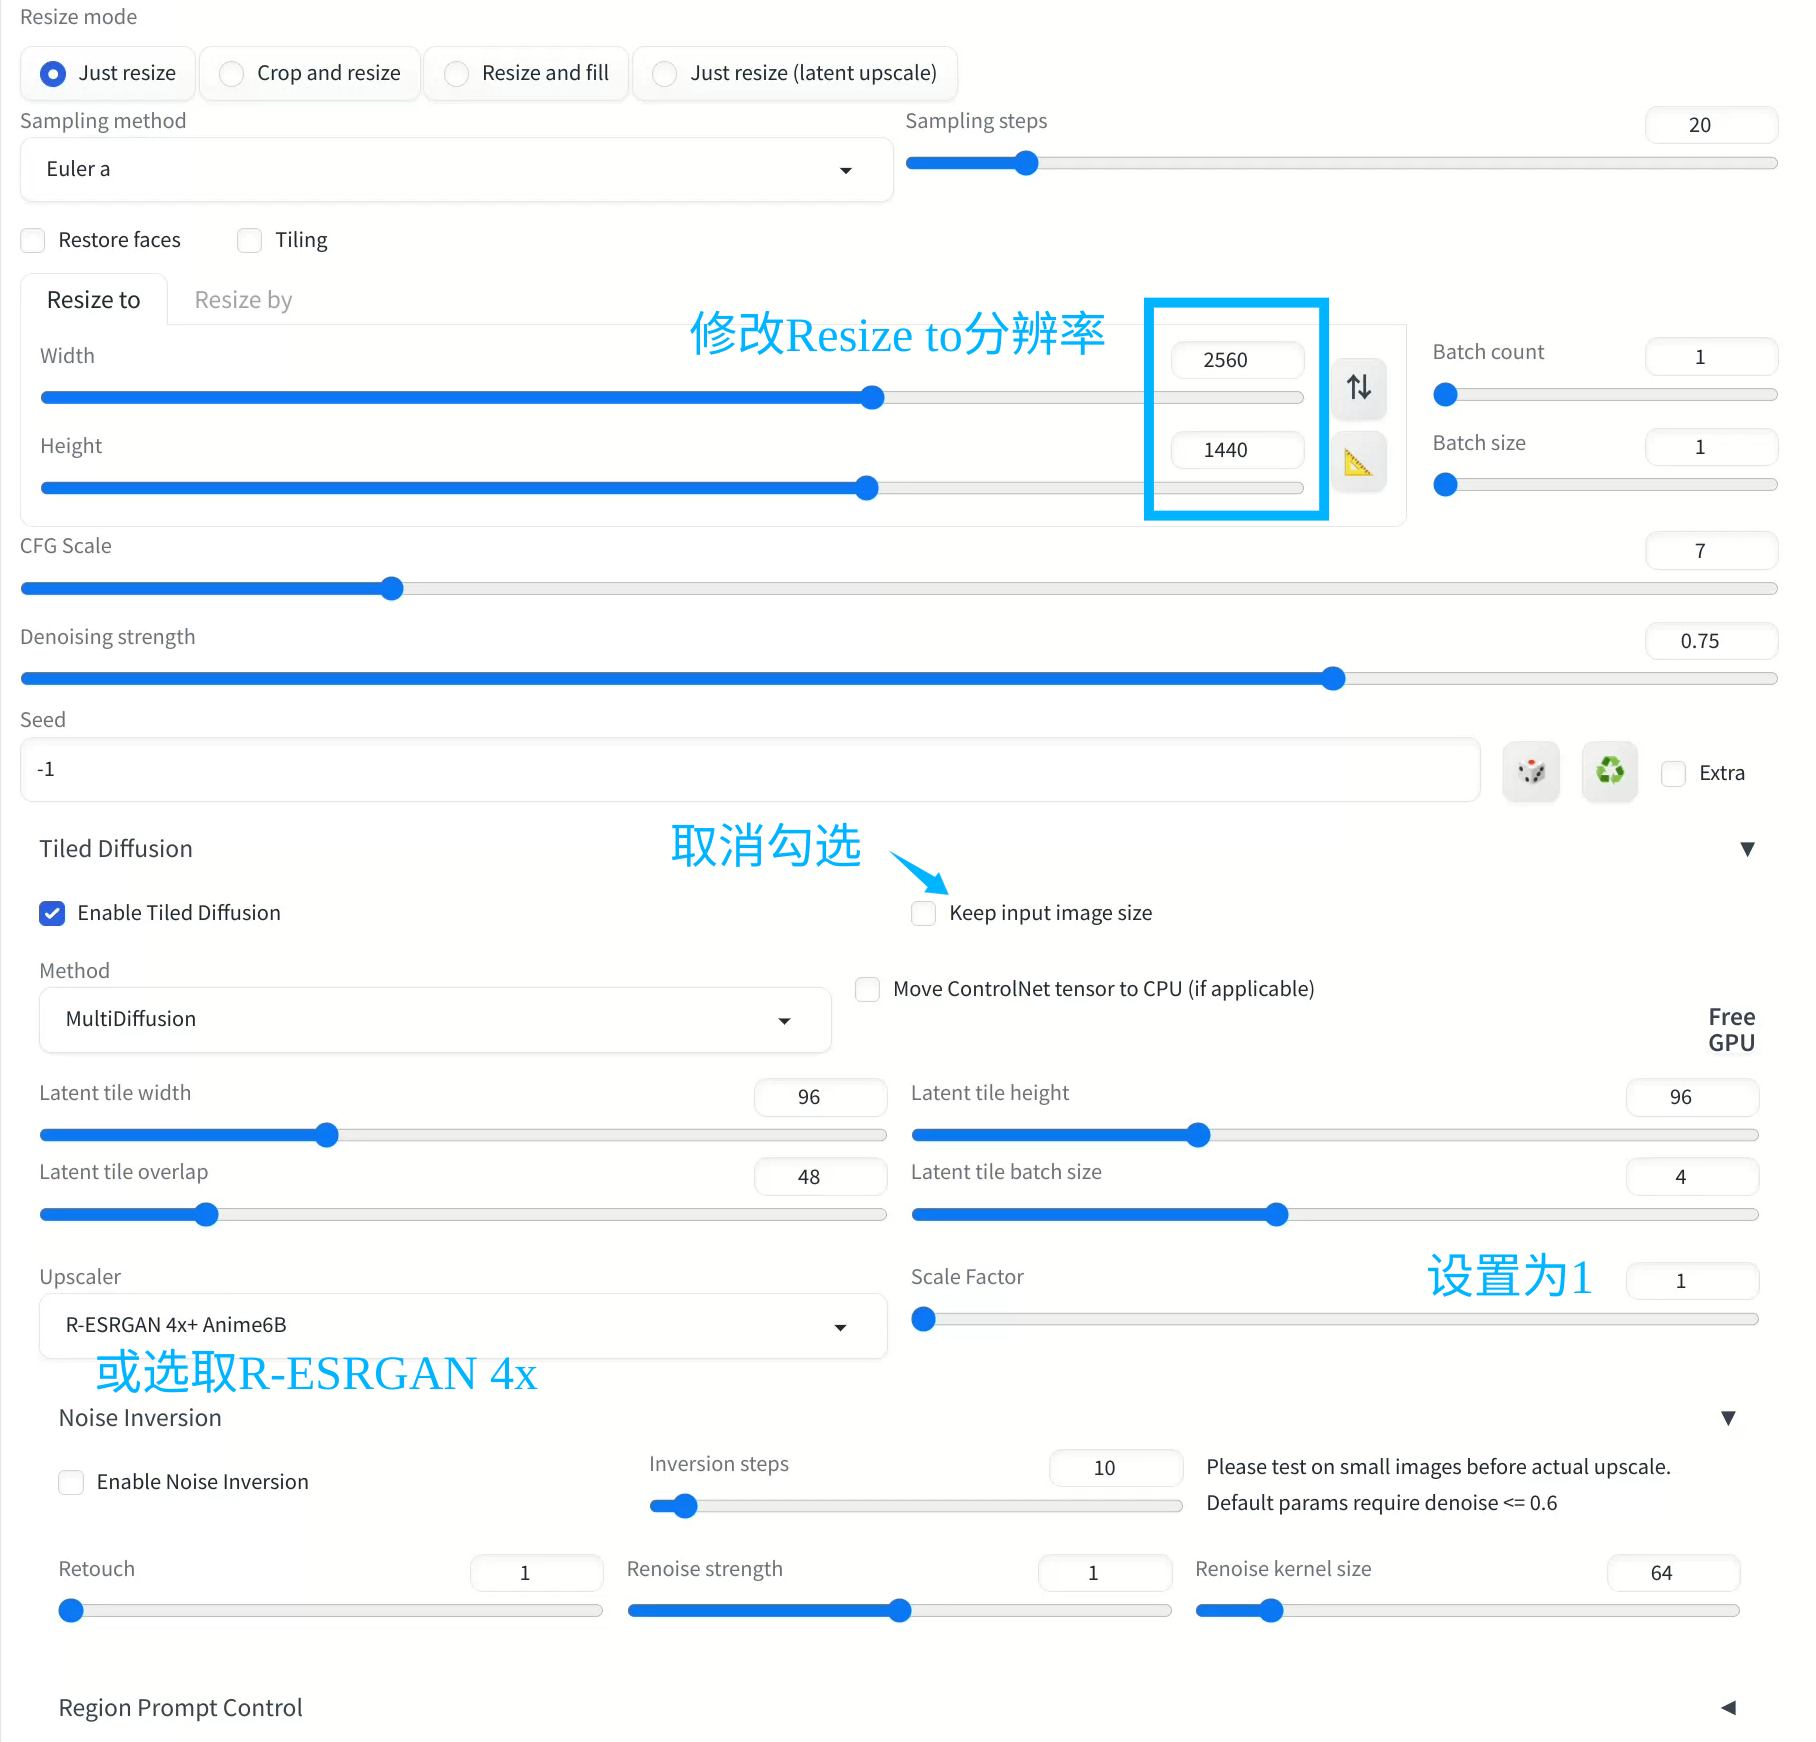 Resize mode
Just resize Crop and resize Resize and fill Just resize (latent upscale)
Sampling method
Euler a
Sampling steps 20
Restore faces Tiling
Resize to Resize by
修改Resize to分辨率
Width 2560
Height 1440
Batch count 1
Batch size 1
CFG Scale 7
Denoising strength 0.75
Seed
-1
Extra
取消勾选
Tiled Diffusion
Enable Tiled Diffusion
Keep input image size
Method
MultiDiffusion
Move ControlNet tensor to CPU (if applicable)
Free
GPU
Latent tile width 96
Latent tile height 96
Latent tile overlap 48
Latent tile batch size 4
Upscaler
R-ESRGAN 4x+ Anime6B
Scale Factor 设置为1 1
或选取R-ESRGAN 4x
Noise Inversion
Enable Noise Inversion
Inversion steps 10
Please test on small images before actual upscale.
Default params require denoise <= 0.6
Retouch 1
Renoise strength 1
Renoise kernel size 64
Region Prompt Control